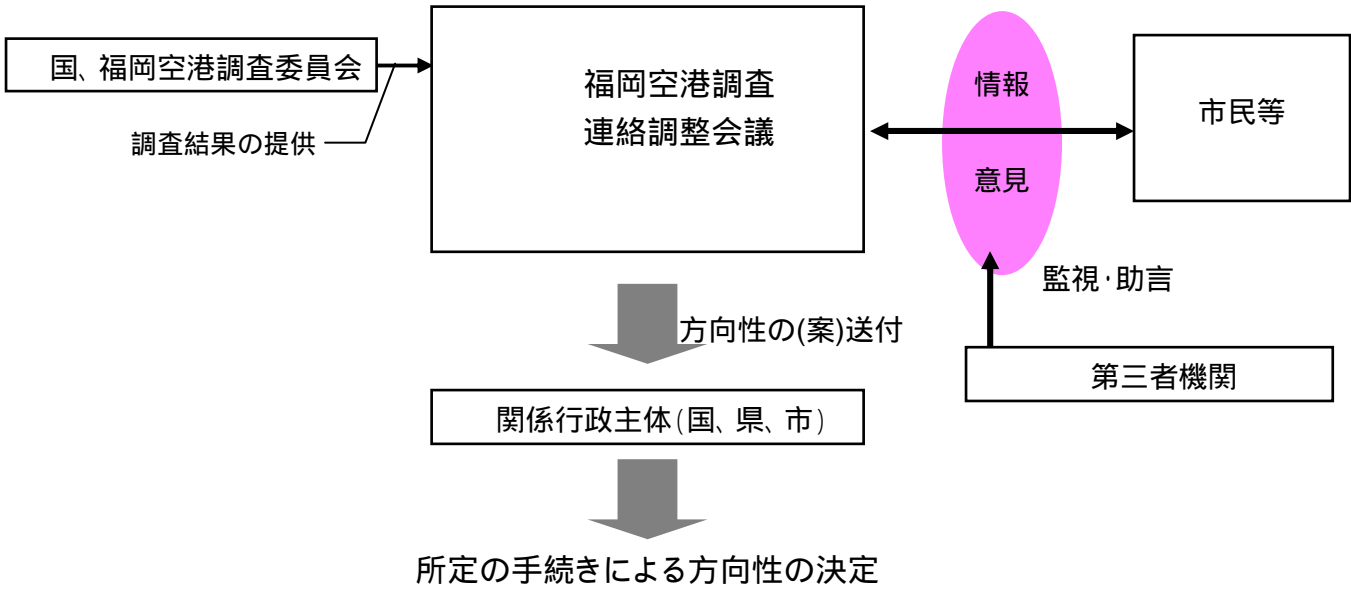 国、福岡空港調査委員会
調査結果の提供
福岡空港調査
連絡調整会議
情報
意見
市民等
監視・助言
第三者機関
方向性の(案)送付
関係行政主体(国、県、市)
所定の手続きによる方向性の決定